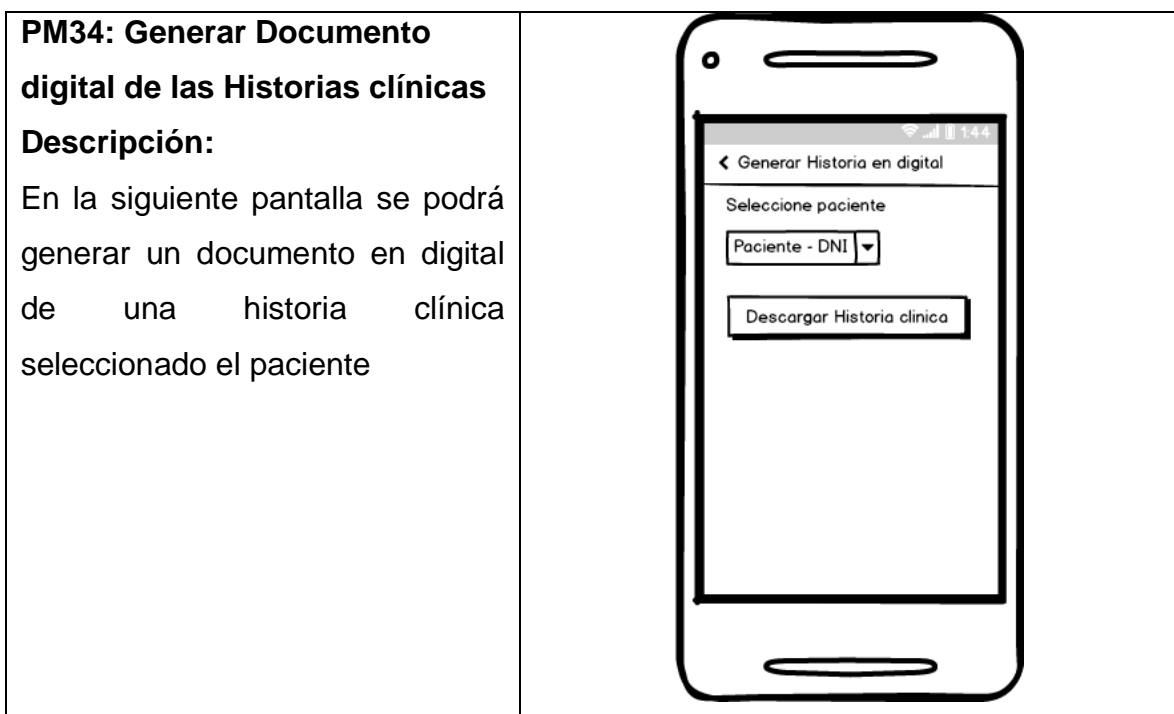 PM34: Generar Documento
digital de las Historias clínicas
Descripción:
En la siguiente pantalla se podrá
generar un documento en digital
de una historia clínica
seleccionado el paciente
1:44
Generar Historia en digital
Seleccione paciente
Paciente - DNI
Descargar Historia clinica